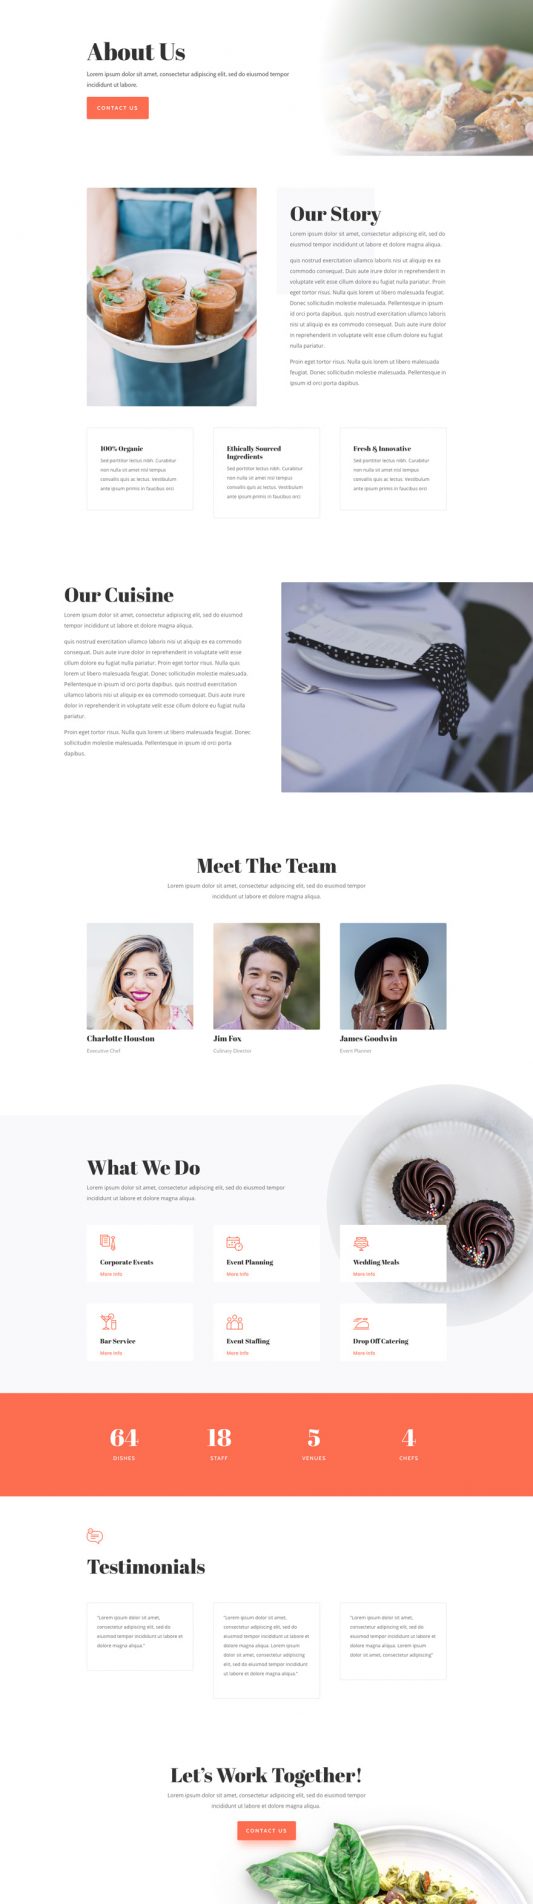 About Us
Lorem ipsum dolor sit amet, consectetur adipiscing elit, sed do eiusmod tempor
incididunt ut labore.
CONTACT US
Our Story
Lorem ipsum dolor sit amet, consectetur adipiscing elit, sed do
eiusmod tempor incididunt ut labore et dolore magna aliqua.
quis nostrud exercitation ullamco laboris nisi ut aliquip ex ea
commodo consequat. Duis aute irure dolor in reprehenderit in
voluptate velit esse cillum dolore eu fugiat nulla pariatur. Proin
eget tortor risus. Nulla quis lorem ut libero malesuada feugiat.
Donec sollicitudin molestie malesuada. Pellentesque in ipsum
id orci porta dapibus. quis nostrud exercitation ullamco laboris
nisi ut aliquip ex ea commodo consequat. Duis aute irure dolor
in reprehenderit in voluptate velit esse cillum dolore eu fugiat
nulla pariatur.
Proin eget tortor risus. Nulla quis lorem ut libero malesuada
feugiat. Donec sollicitudin molestie malesuada. Pellentesque in
ipsum id orci porta dapibus.
100% Organic
Sed porttitor lectus nibh. Curabitur
non nulla sit amet nisl tempus
convallis quis ac lectus. Vestibulum
ante ipsum primis in faucibus orci
Ethically Sourced
Ingredients
Sed porttitor lectus nibh. Curabitur
non nulla sit amet nisl tempus
convallis quis ac lectus. Vestibulum
ante ipsum primis in faucibus orci
Fresh & Innovative
Sed porttitor lectus nibh. Curabitur
non nulla sit amet nisl tempus
convallis quis ac lectus. Vestibulum
ante ipsum primis in faucibus orci
Our Cuisine
Lorem ipsum dolor sit amet, consectetur adipiscing elit, sed do eiusmod
tempor incididunt ut labore et dolore magna aliqua.
quis nostrud exercitation ullamco laboris nisi ut aliquip ex ea commodo
consequat. Duis aute irure dolor in reprehenderit in voluptate velit esse
cillum dolore eu fugiat nulla pariatur. Proin eget tortor risus. Nulla quis
lorem ut libero malesuada feugiat. Donec sollicitudin molestie malesuada.
Pellentesque in ipsum id orci porta dapibus. quis nostrud exercitation
ullamco laboris nisi ut aliquip ex ea commodo consequat. Duis aute irure
dolor in reprehenderit in voluptate velit esse cillum dolore eu fugiat nulla
pariatur.
Proin eget tortor risus. Nulla quis lorem ut libero malesuada feugiat. Donec
sollicitudin molestie malesuada. Pellentesque in ipsum id orci porta
dapibus.
Meet The Team
Lorem ipsum dolor sit amet, consectetur adipiscing elit, sed do eiusmod tempor
incididunt ut labore et dolore magna aliqua.
Charlotte Houston
Executive Chef
Jim Fox
Culinary Director
James Goodwin
Event Planner
What We Do
Lorem ipsum dolor sit amet, consectetur adipiscing elit, sed do eiusmod tempor
incididunt ut labore et dolore magna aliqua.
Corporate Events
More Info
Event Planning
More Info
Wedding Meals
More Info
Bar Service
More Info
Event Staffing
More Info
Drop Off Catering
More Info
64
DISHES
18
STAFF
5
VENUES
4
CHEFS
Testimonials
"Lorem ipsum dolor sit amet,
consectetur adipiscing elit, sed do
eiusmod tempor incididunt ut labore et
dolore magna aliqua."
"Lorem ipsum dolor sit amet,
consectetur adipiscing elit, sed do
eiusmod tempor incididunt ut labore et
dolore magna aliqua. Lorem ipsum
dolor sit amet, consectetur adipiscing
elit, sed do eiusmod tempor incididunt
ut labore et dolore magna aliqua."
"Lorem ipsum dolor sit amet,
consectetur adipiscing elit, sed do
eiusmod tempor incididunt ut labore et
dolore magna aliqua. Lorem ipsum
dolor sit amet, consectetur adipiscing"
Let's Work Together!
Lorem ipsum dolor sit amet, consectetur adipiscing elit, sed do eiusmod tempor
incididunt ut labore et dolore magna aliqua.
CONTACT US